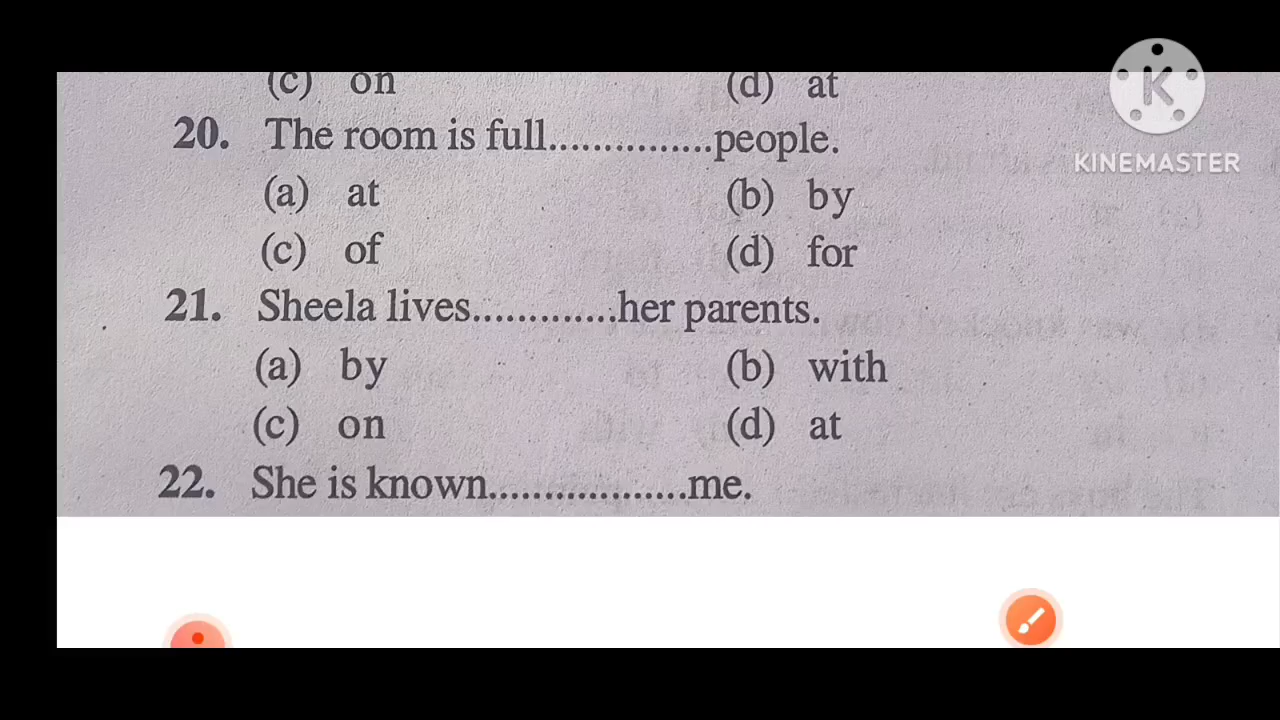 (c) on (d) at
20. The room is full...............people.
(a) at (b) by
(c) of (d) for
21. Sheela lives.............her parents.
(a) by (b) with
(c) on (d) at
22. She is known..................me.
K
KINEMASTER